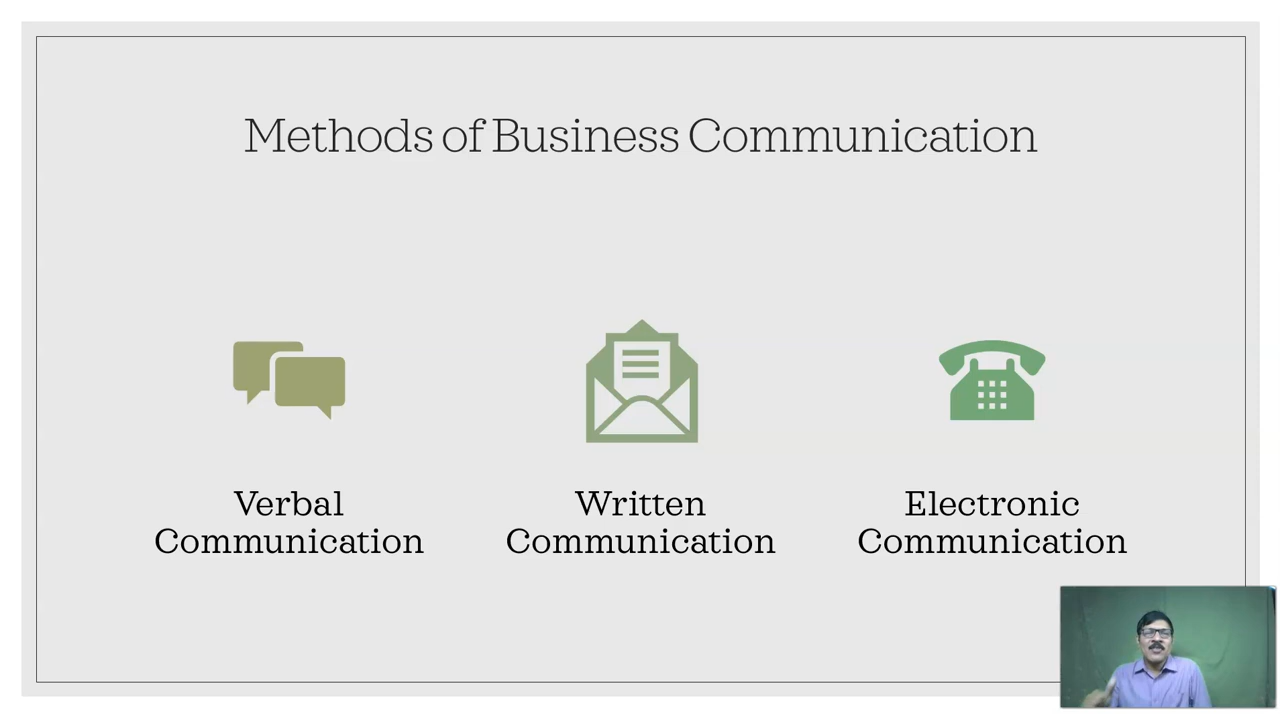 Methods of Business Communication
Verbal
Communication
Written
Communication
Electronic
Communication